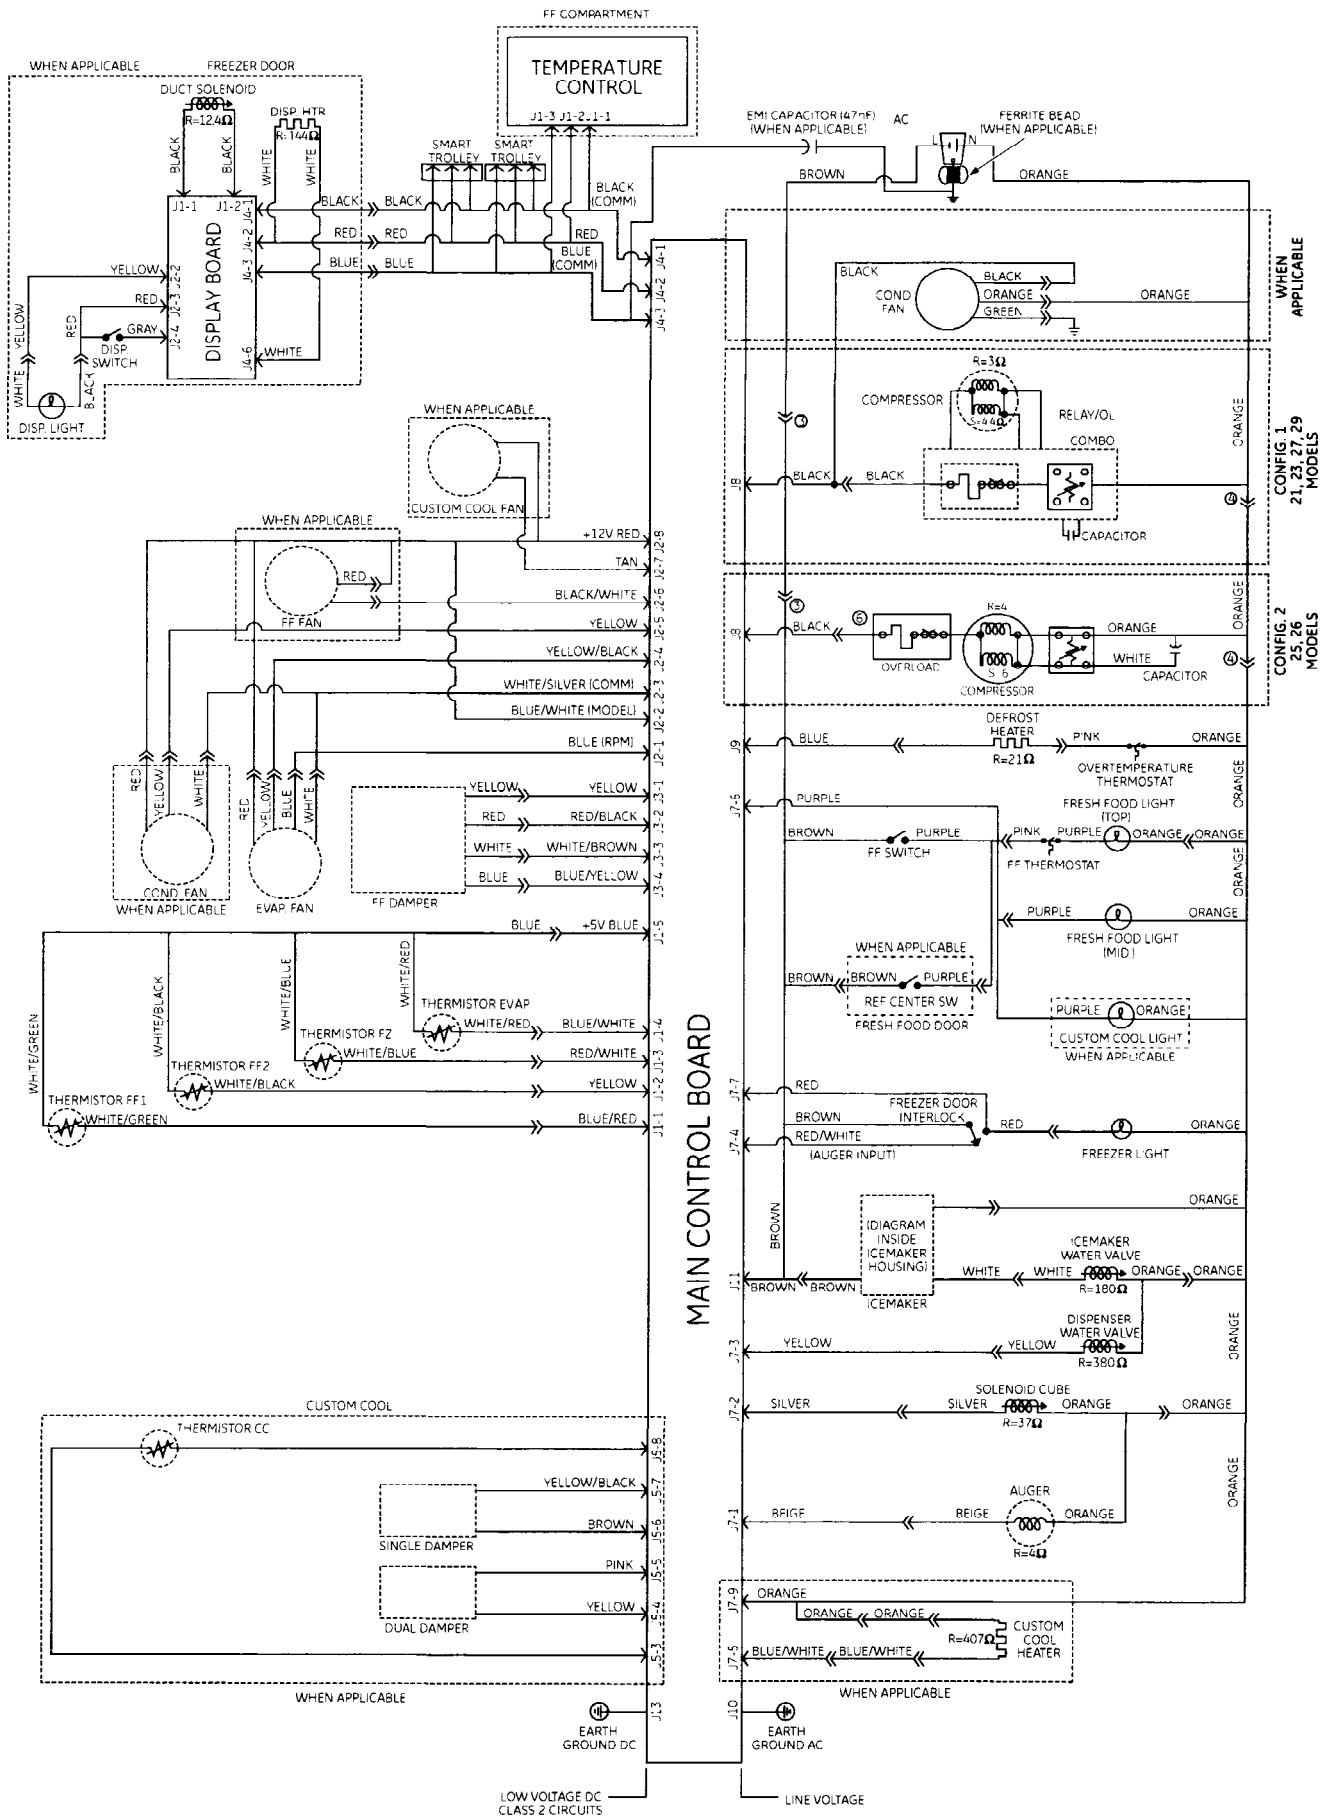 FF COMPARTMENT
TEMPERATURE
CONTROL
J1-3 J1-2 J1-1
WHEN APPLICABLE
FREEZER DOOR
DUCT SOLENOID
R=12.4Ω
DISP. HTR
R=144Ω
BLACK
BLACK
WHITE
WHITE
J1-1
J1-2
J4-1
J4-2
J4-3
J4-6
J2-2
J2-3
J2-4
DISPLAY BOARD
BLACK
BLACK
RED
RED
BLUE
BLUE
WHITE
YELLOW
RED
GRAY
DISP.
SWITCH
YELLOW
RED
WHITE
BLACK
DISP. LIGHT
SMART
TROLLEY
SMART
TROLLEY
BLACK
(COMM)
RED
BLUE
(COMM)
J4-1
J4-2
J4-3
EMI CAPACITOR (47nF)
(WHEN APPLICABLE)
AC
L
N
FERRITE BEAD
(WHEN APPLICABLE)
BROWN
ORANGE
BLACK
COND
FAN
BLACK
ORANGE
GREEN
ORANGE
WHEN
APPLICABLE
R=3Ω
COMPRESSOR
S=4.4Ω
RELAY/OL
COMBO
3
J8
BLACK
BLACK
CAPACITOR
ORANGE
4
CONFIG. 1
21, 23, 27, 29
MODELS
3
J8
BLACK
6
OVERLOAD
R=4
S 6
COMPRESSOR
ORANGE
WHITE
CAPACITOR
ORANGE
4
CONFIG. 2
25, 26
MODELS
WHEN APPLICABLE
CUSTOM COOL FAN
WHEN APPLICABLE
RED
FF FAN
+12V RED
J2-8
TAN
J2-7
BLACK/WHITE
J2-6
YELLOW
J2-5
YELLOW/BLACK
J2-4
WHITE/SILVER (COMM)
J2-3
BLUE/WHITE (MODEL)
J2-2
BLUE (RPM)
J2-1
RED
YELLOW
WHITE
COND. FAN
WHEN APPLICABLE
RED
YELLOW
BLUE
WHITE
EVAP. FAN
YELLOW
YELLOW
J3-1
RED
RED/BLACK
J3-2
WHITE
WHITE/BROWN
J3-3
BLUE
BLUE/YELLOW
J3-4
FF DAMPER
BLUE
+5V BLUE
J1-5
WHITE/GREEN
WHITE/BLACK
WHITE/BLUE
WHITE/RED
THERMISTOR EVAP
WHITE/RED
BLUE/WHITE
J1-4
THERMISTOR FZ
WHITE/BLUE
RED/WHITE
J1-3
THERMISTOR FF2
WHITE/BLACK
YELLOW
J1-2
THERMISTOR FF1
WHITE/GREEN
BLUE/RED
J1-1
MAIN CONTROL BOARD
J9
BLUE
DEFROST
HEATER
R=21Ω
PINK
OVERTEMPERATURE
THERMOSTAT
ORANGE
ORANGE
J7-6
PURPLE
FRESH FOOD LIGHT
(TOP)
BROWN
PURPLE
FF SWITCH
PINK
PURPLE
ORANGE
ORANGE
FF THERMOSTAT
ORANGE
PURPLE
ORANGE
FRESH FOOD LIGHT
(MID.)
WHEN APPLICABLE
BROWN
BROWN
PURPLE
REF CENTER SW
FRESH FOOD DOOR
PURPLE
ORANGE
CUSTOM COOL LIGHT
WHEN APPLICABLE
J7-7
RED
FREEZER DOOR
INTERLOCK
BROWN
RED
ORANGE
J7-4
RED/WHITE
(AUGER INPUT)
FREEZER LIGHT
BROWN
(DIAGRAM
INSIDE
ICEMAKER
HOUSING)
ICEMAKER
ORANGE
ICEMAKER
WATER VALVE
J11
BROWN
BROWN
WHITE
WHITE
ORANGE
ORANGE
R=180Ω
DISPENSER
WATER VALVE
J7-3
YELLOW
YELLOW
R=380Ω
ORANGE
SOLENOID CUBE
J7-2
SILVER
SILVER
ORANGE
ORANGE
R=37Ω
ORANGE
AUGER
J7-1
BEIGE
BEIGE
ORANGE
R=4Ω
CUSTOM COOL
THERMISTOR CC
J5-8
YELLOW/BLACK
J5-7
BROWN
J5-6
SINGLE DAMPER
PINK
J5-5
YELLOW
J5-4
DUAL DAMPER
J5-3
WHEN APPLICABLE
J7-9
ORANGE
ORANGE
ORANGE
R=407Ω
CUSTOM
COOL
HEATER
J7-5
BLUE/WHITE
BLUE/WHITE
WHEN APPLICABLE
J13
EARTH
GROUND DC
J10
EARTH
GROUND AC
LOW VOLTAGE DC
CLASS 2 CIRCUITS
LINE VOLTAGE